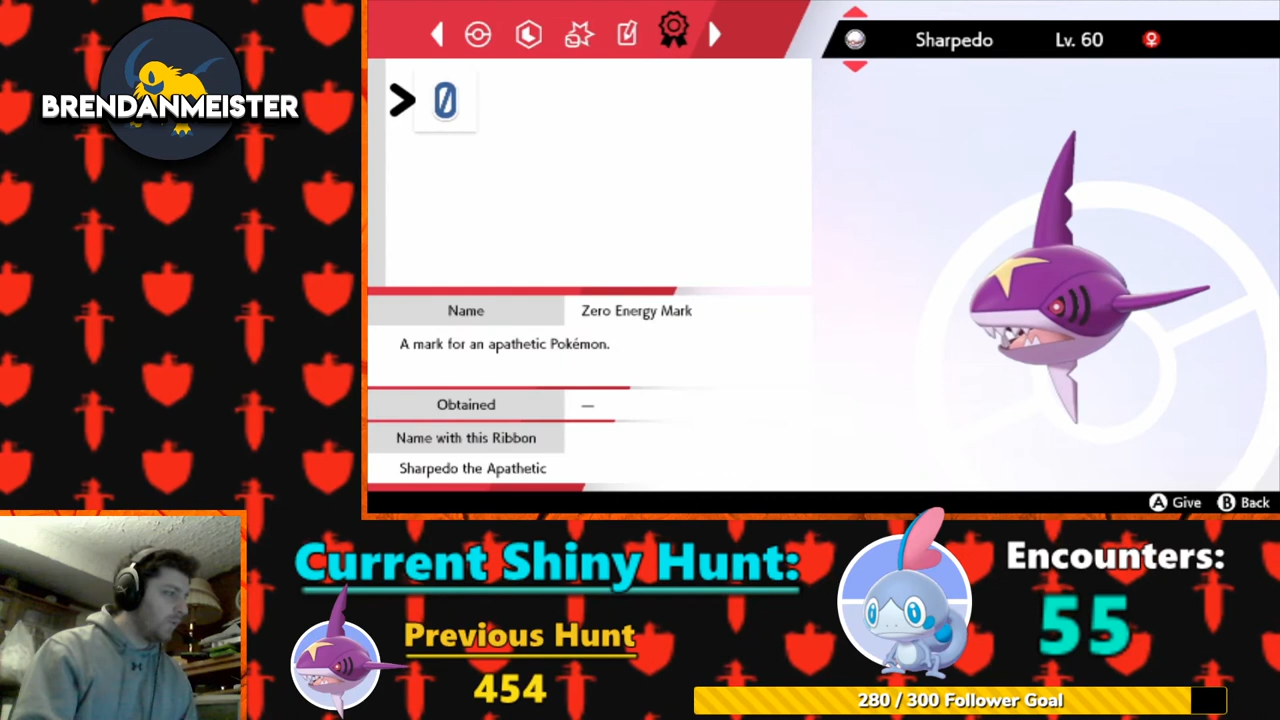 BRENDANMEISTER
Sharpedo Lv. 60 ♀
0
Name Zero Energy Mark
A mark for an apathetic Pokémon.
Obtained —
Name with this Ribbon
Sharpedo the Apathetic
A Give B Back
Current Shiny Hunt:
Previous Hunt
454
Encounters:
55
280 / 300 Follower Goal